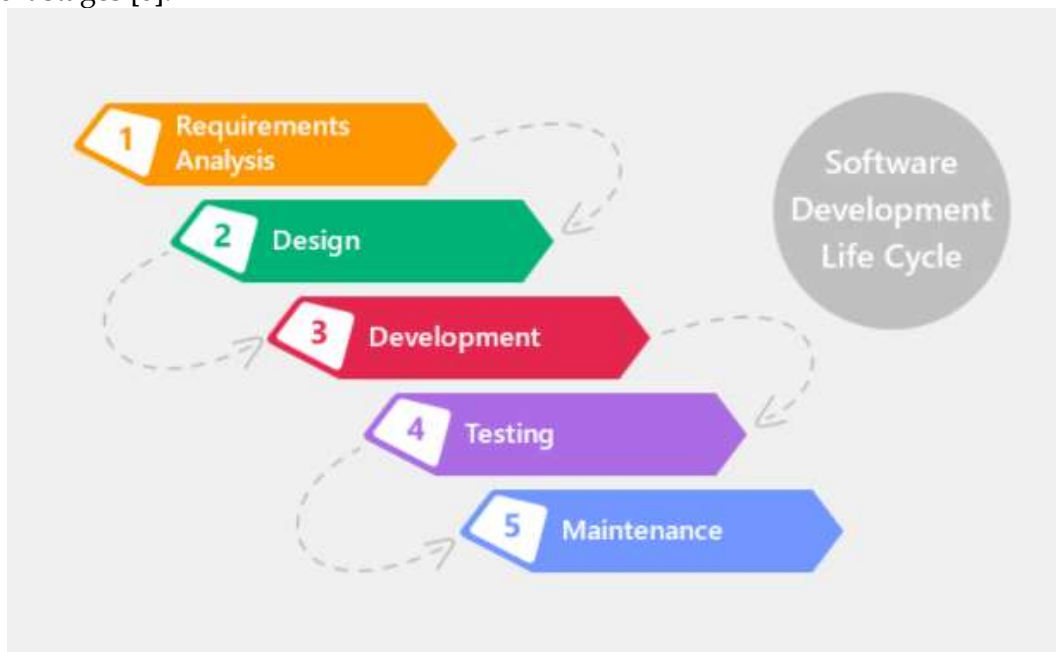 1
Requirements
Analysis
2
Design
3
Development
4
Testing
5
Maintenance
Software
Development
Life Cycle